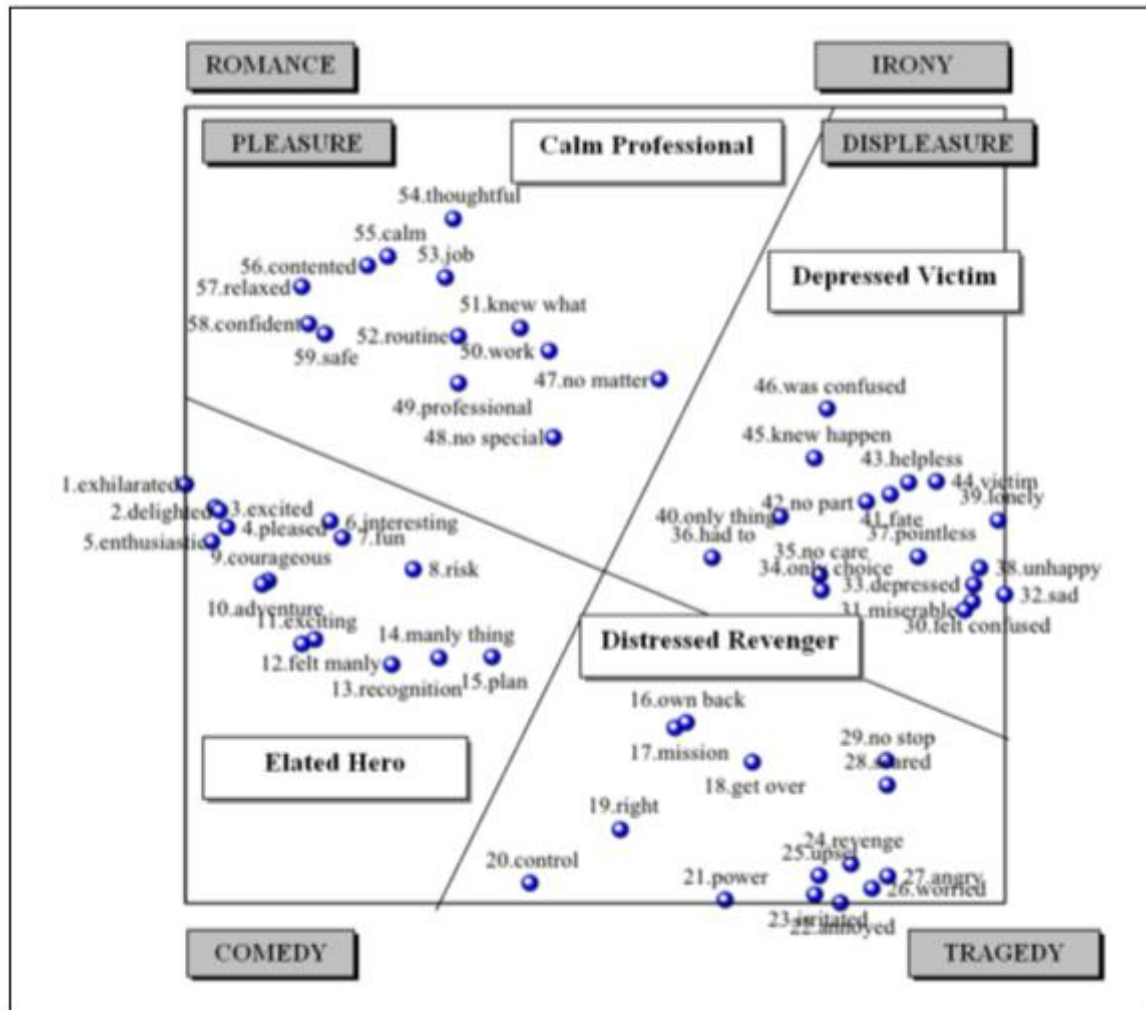 ROMANCE
IRONY
PLEASURE
Calm Professional
DISPLEASURE
54.thoughtful
55.calm
53.job
56.contented
57.relaxed
Depressed Victim
51.knew what
58.confident
52.routine
59.safe
50.work
47.no matter
46.was confused
49.professional
48.no special
45.knew happen
43.helpless
1.exhilarated
44.victim
39.lonely
42.no part
2.delighted
3.excited
40.only thing
41.fate
4.pleased
6.interesting
36.had to
37.pointless
5.enthusiastic
7.fun
35.no care
9.courageous
8.risk
34.only choice
38.unhappy
33.depressed
32.sad
10.adventure
31.miserable
11.exciting
30.felt confused
14.manly thing
Distressed Revenger
12.felt manly
15.plan
13.recognition
16.own back
29.no stop
17.mission
28.scared
Elated Hero
18.get over
19.right
24.revenge
20.control
25.upset
21.power
27.angry
26.worried
23.irritated
22.annoyed
COMEDY
TRAGEDY